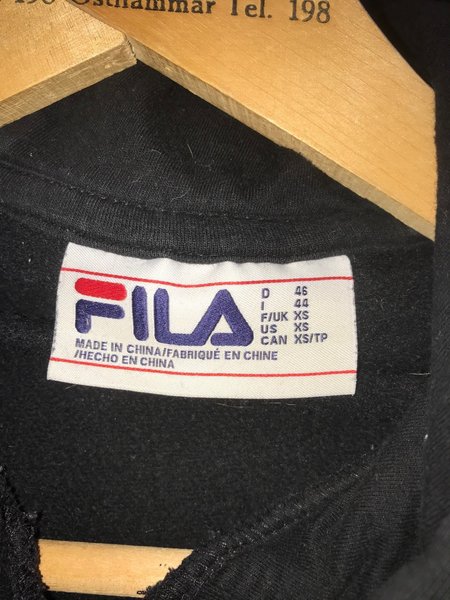 190 Östhammar Tel. 198
FILA
D 46
I 44
F/UK XS
US XS
CAN XS/TP
MADE IN CHINA/FABRIQUÉ EN CHINE
/HECHO EN CHINA